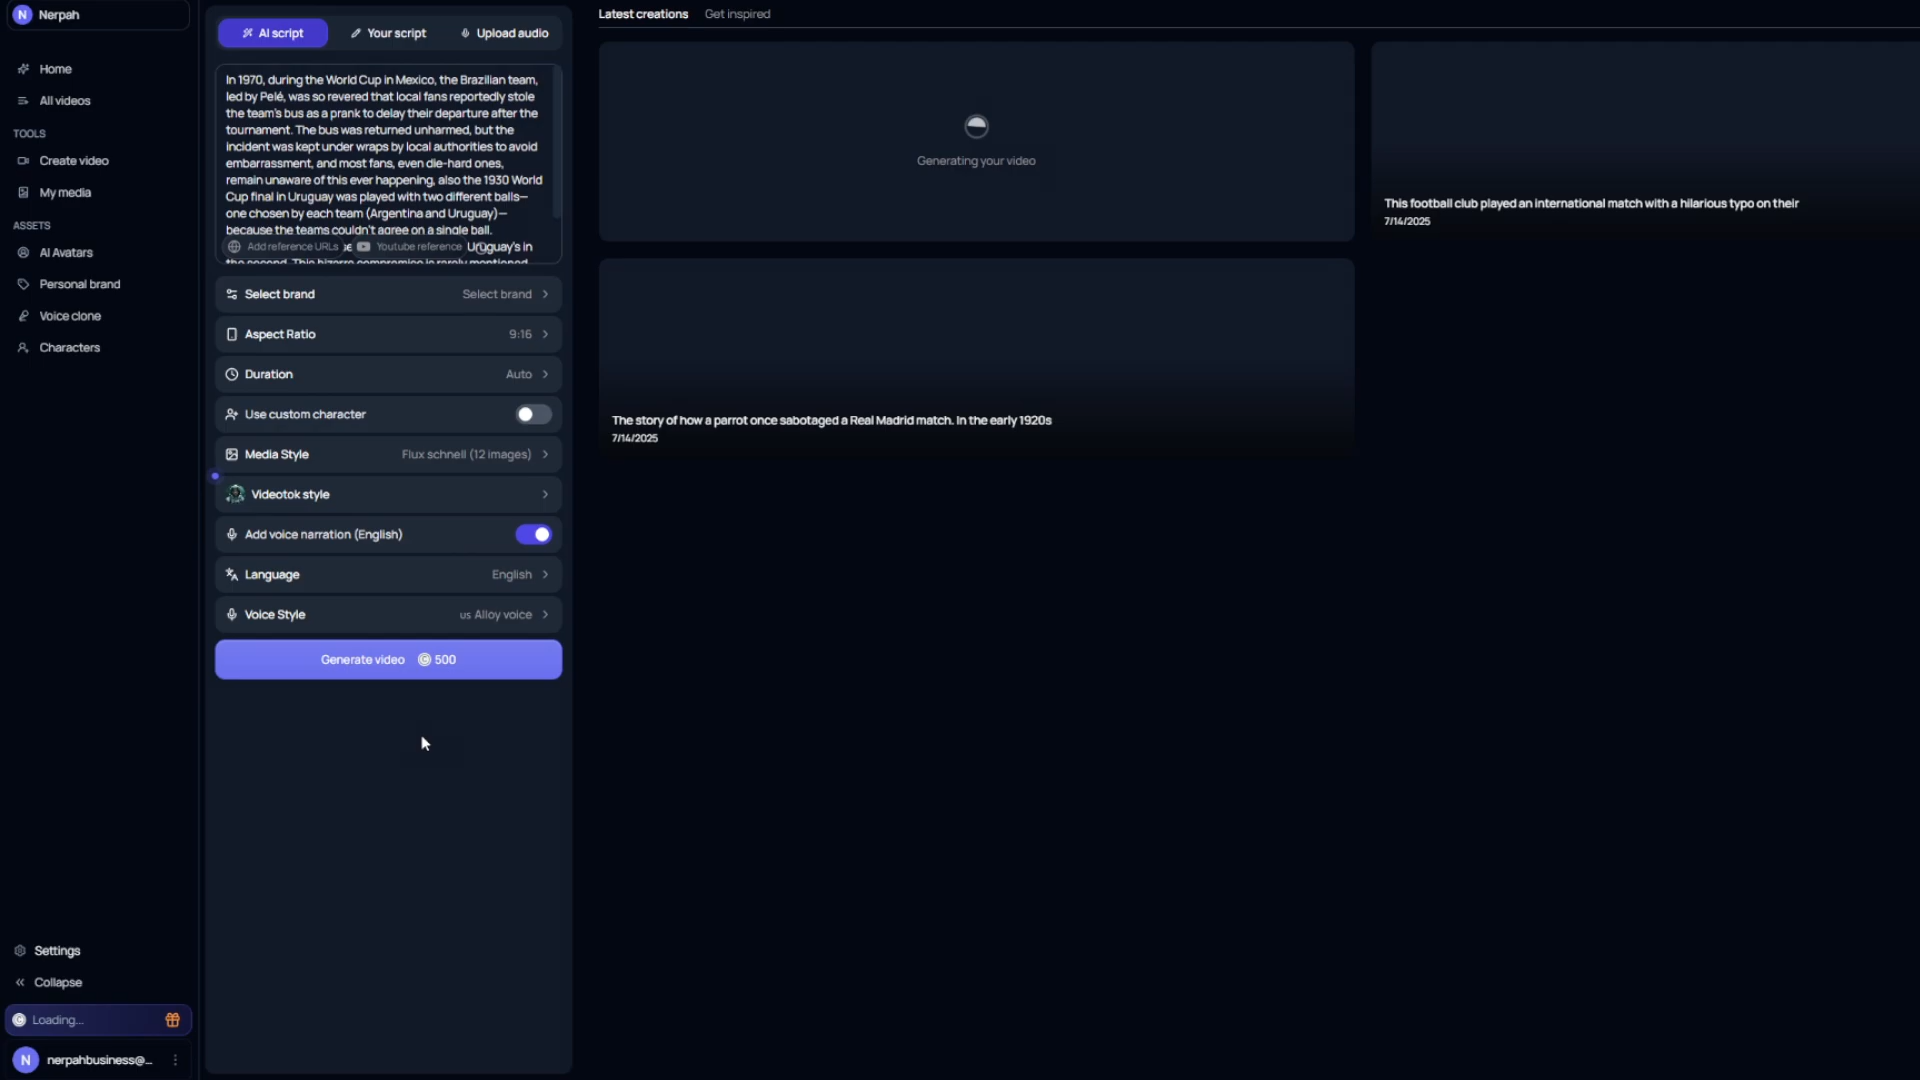 N Nerpah
Home
All videos
TOOLS
Create video
My media
ASSETS
AI Avatars
Personal brand
Voice clone
Characters
Settings
Collapse
Loading...
N nerpahbusiness@...
AI script
Your script
Upload audio
In 1970, during the World Cup in Mexico, the Brazilian team,
led by Pelé, was so revered that local fans reportedly stole
the team's bus as a prank to delay their departure after the
tournament. The bus was returned unharmed, but the
incident was kept under wraps by local authorities to avoid
embarrassment, and most fans, even die-hard ones,
remain unaware of this ever happening, also the 1930 World
Cup final in Uruguay was played with two different balls—
one chosen by each team (Argentina and Uruguay)—
because the teams couldn't agree on a single ball.
Add reference URLs
Youtube reference
Uruguay's in
the second. This bizarre compromise is rarely mentioned
Select brand
Select brand
Aspect Ratio
9:16
Duration
Auto
Use custom character
Media Style
Flux schnell (12 images)
Videotok style
Add voice narration (English)
Language
English
Voice Style
us Alloy voice
Generate video
500
Latest creations
Get inspired
Generating your video
This football club played an international match with a hilarious typo on their
7/14/2025
The story of how a parrot once sabotaged a Real Madrid match. In the early 1920s
7/14/2025